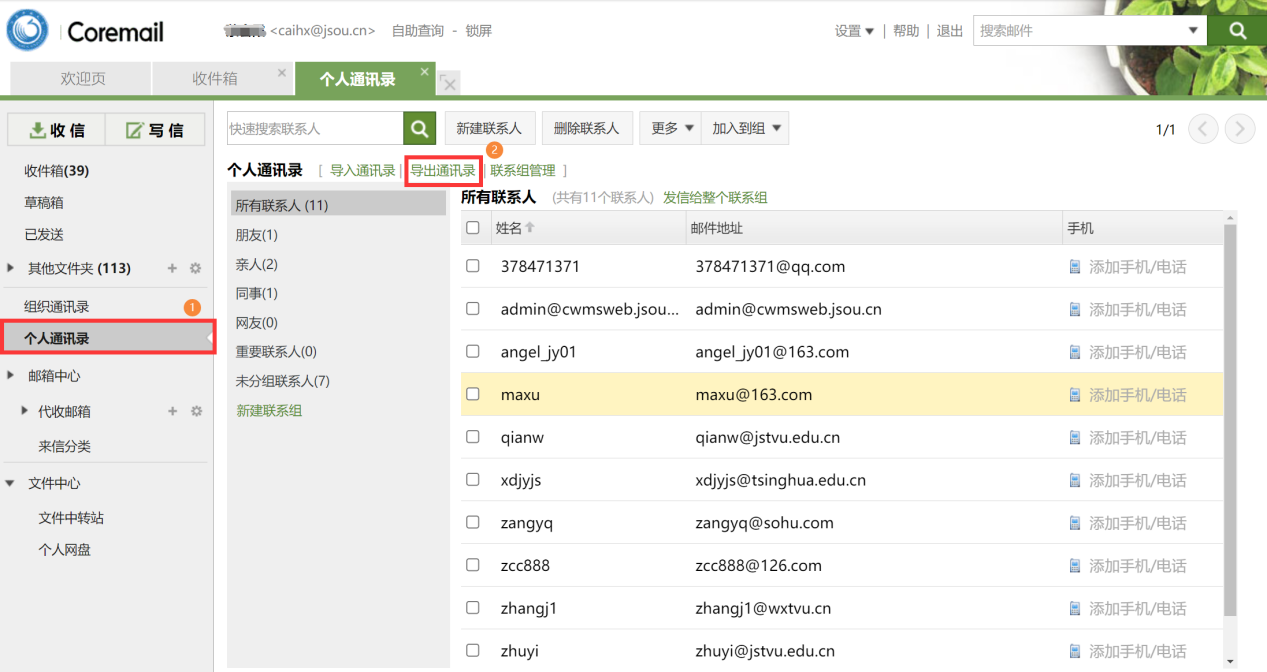 Coremail
<caihx@jsou.cn> 自助查询 - 锁屏
设置 | 帮助 | 退出
搜索邮件
欢迎页
收件箱
个人通讯录
收信
写信
收件箱(39)
草稿箱
已发送
其他文件夹 (113)
组织通讯录
1
个人通讯录
邮箱中心
代收邮箱
来信分类
文件中心
文件中转站
个人网盘
快速搜索联系人
新建联系人
删除联系人
更多
加入到组
1/1
2
个人通讯录 [ 导入通讯录 | 导出通讯录 | 联系组管理 ]
所有联系人 (11)
朋友(1)
亲人(2)
同事(1)
网友(0)
重要联系人(0)
未分组联系人(7)
新建联系组
所有联系人 (共有11个联系人) 发信给整个联系组
姓名 邮件地址 手机
378471371 378471371@qq.com 添加手机/电话
admin@cwmsweb.jsou... admin@cwmsweb.jsou.cn 添加手机/电话
angel_jy01 angel_jy01@163.com 添加手机/电话
maxu maxu@163.com 添加手机/电话
qianw qianw@jstvu.edu.cn 添加手机/电话
xdjyjs xdjyjs@tsinghua.edu.cn 添加手机/电话
zangyq zangyq@sohu.com 添加手机/电话
zcc888 zcc888@126.com 添加手机/电话
zhangj1 zhangj1@wxtvu.cn 添加手机/电话
zhuyi zhuyi@jstvu.edu.cn 添加手机/电话